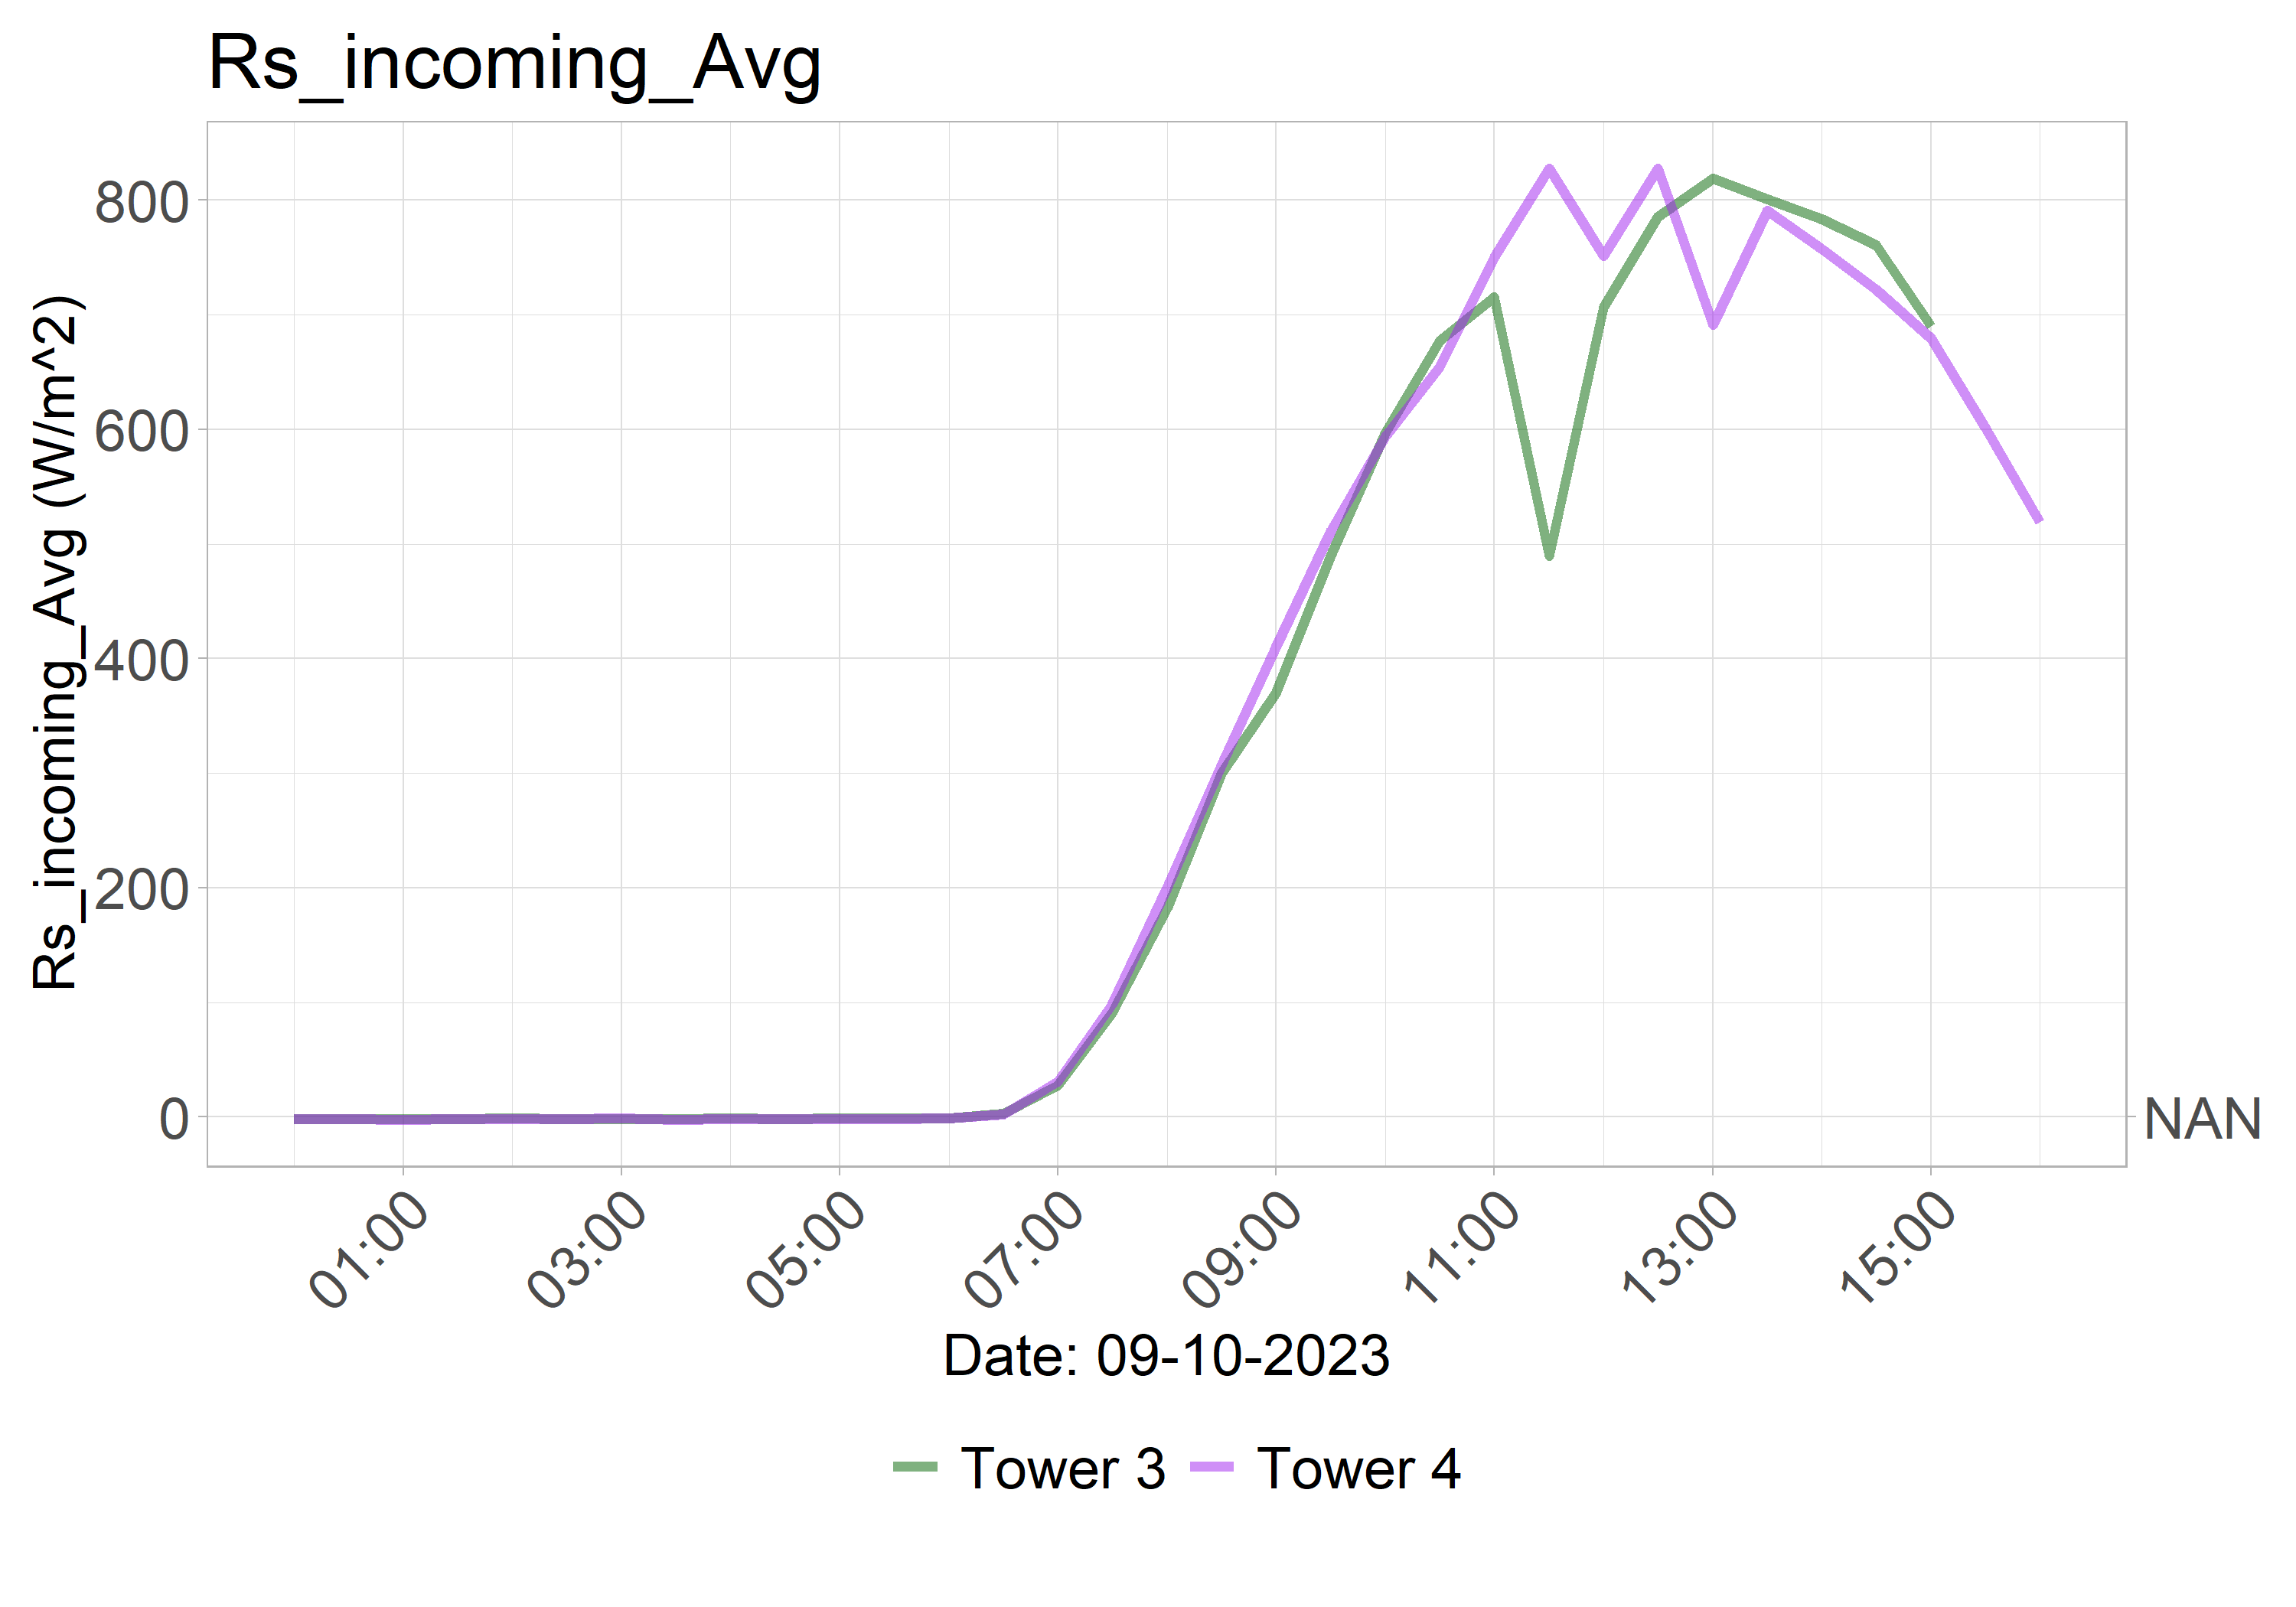 Rs_incoming_Avg
Rs_incoming_Avg (W/m^2)
800
600
400
200
0
NAN
01:00
03:00
05:00
07:00
09:00
11:00
13:00
15:00
Date: 09-10-2023
Tower 3
Tower 4